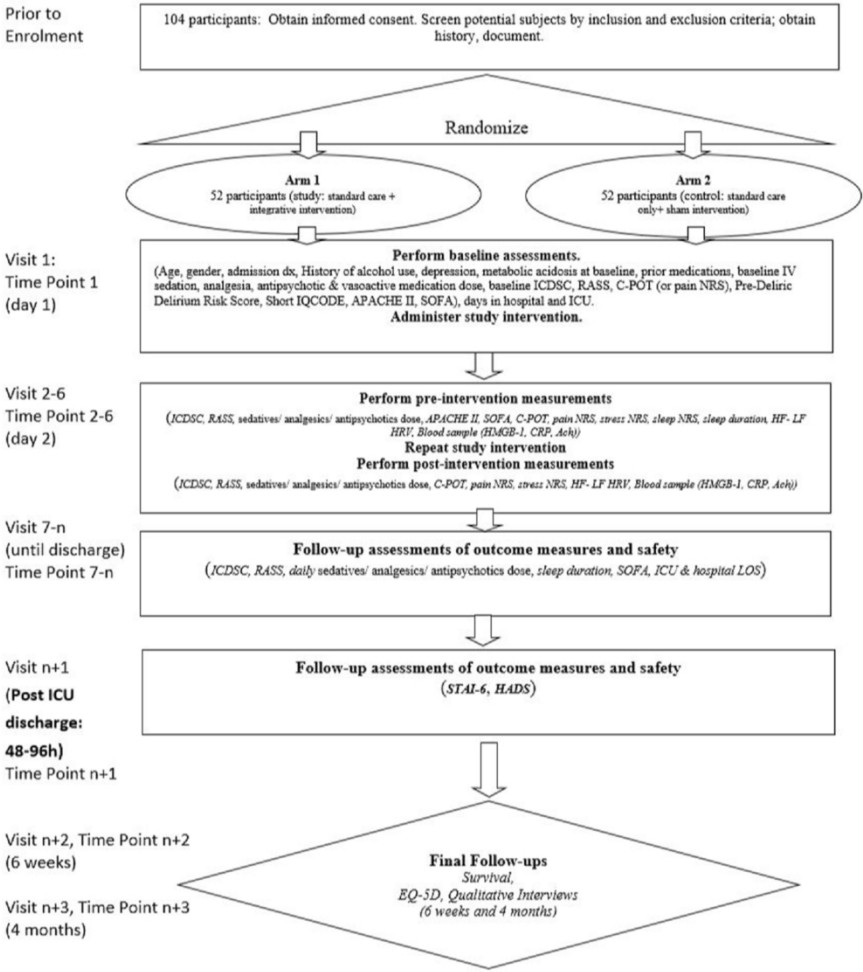 Prior to
Enrolment
104 participants: Obtain informed consent. Screen potential subjects by inclusion and exclusion criteria; obtain
history, document.
Randomize
Arm 1
52 participants (study: standard care +
integrative intervention)
Arm 2
52 participants (control: standard care
only+ sham intervention)
Visit 1:
Time Point 1
(day 1)
Perform baseline assessments.
(Age, gender, admission dx, History of alcohol use, depression, metabolic acidosis at baseline, prior medications, baseline IV
sedation, analgesia, antipsychotic & vasoactive medication dose, baseline ICDSC, RASS, C-POT (or pain NRS), Pre-Deliric
Delirium Risk Score, Short IQCODE, APACHE II, SOFA), days in hospital and ICU.
Administer study intervention.
Visit 2-6
Time Point 2-6
(day 2)
Perform pre-intervention measurements
(ICDSC, RASS, sedatives/ analgesics/ antipsychotics dose, APACHE II, SOFA, C-POT, pain NRS, stress NRS, sleep NRS, sleep duration, HF- LF
HRV, Blood sample (HMGB-1, CRP, Ach))
Repeat study intervention
Perform post-intervention measurements
(ICDSC, RASS, sedatives/ analgesics/ antipsychotics dose, C-POT, pain NRS, stress NRS, HF- LF HRV, Blood sample (HMGB-1, CRP, Ach))
Visit 7-n
(until discharge)
Time Point 7-n
Follow-up assessments of outcome measures and safety
(ICDSC, RASS, daily sedatives/ analgesics/ antipsychotics dose, sleep duration, SOFA, ICU & hospital LOS)
Visit n+1
(Post ICU
discharge:
48-96h)
Time Point n+1
Follow-up assessments of outcome measures and safety
(STAI-6, HADS)
Visit n+2, Time Point n+2
(6 weeks)
Visit n+3, Time Point n+3
(4 months)
Final Follow-ups
Survival,
EQ-5D, Qualitative Interviews
(6 weeks and 4 months)